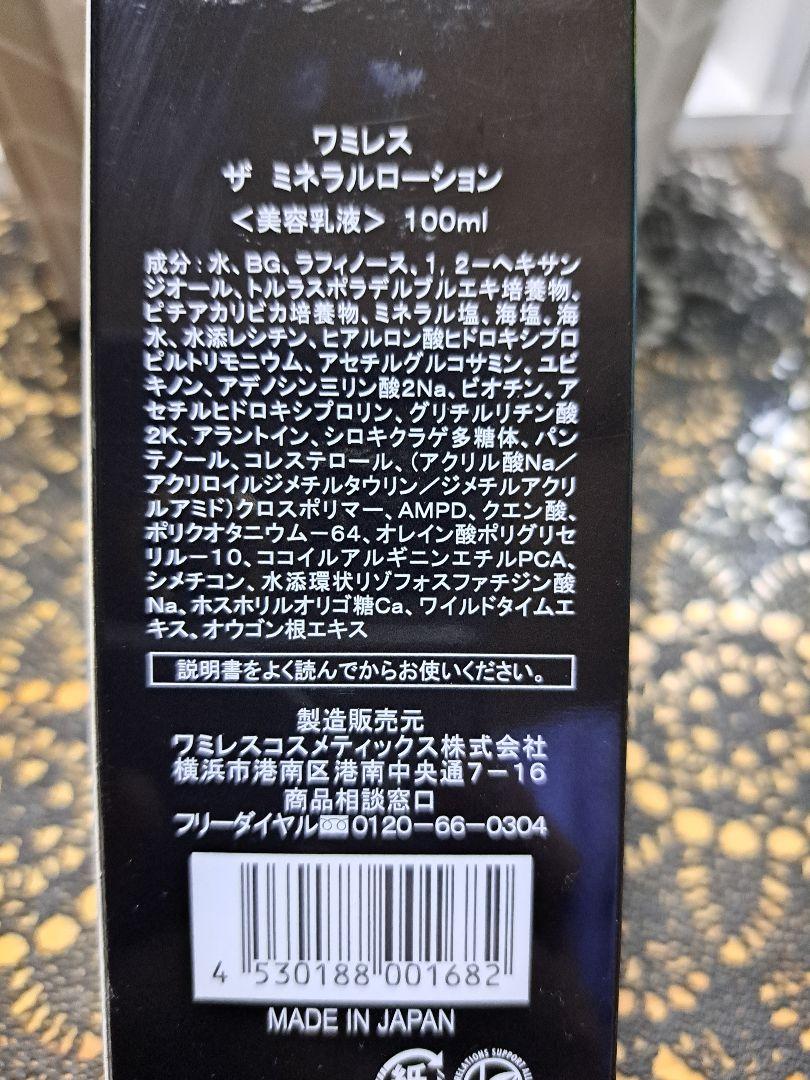 ワミレス
ザ ミネラルローション
＜美容乳液＞ 100ml
成分：水、BG、ラフィノース、1, 2－ヘキサン
ジオール、トルラスポラデルブルエキ培養物、
ピチアカリビカ培養物、ミネラル塩、海塩、海
水、水添レシチン、ヒアルロン酸ヒドロキシプロ
ピルトリモニウム、アセチルグルコサミン、ユビ
キノン、アデノシン三リン酸2Na、ビオチン、ア
セチルヒドロキシプロリン、グリチルリチン酸
2K、アラントイン、シロキクラゲ多糖体、パン
テノール、コレステロール、（アクリル酸Na／
アクリロイルジメチルタウリン／ジメチルアクリ
ルアミド）クロスポリマー、AMPD、クエン酸、
ポリクオタニウム－64、オレイン酸ポリグリセ
リル－10、ココイルアルギニンエチルPCA、
シメチコン、水添環状リゾフォスファチジン酸
Na、ホスホリルオリゴ糖Ca、ワイルドタイムエ
キス、オウゴン根エキス
説明書をよく読んでからお使いください。
製造販売元
ワミレスコスメティックス株式会社
横浜市港南区港南中央通7－16
商品相談窓口
フリーダイヤル 0120－66－0304
4 530188 001682
MADE IN JAPAN
紙
RELATIONS SUPPORT